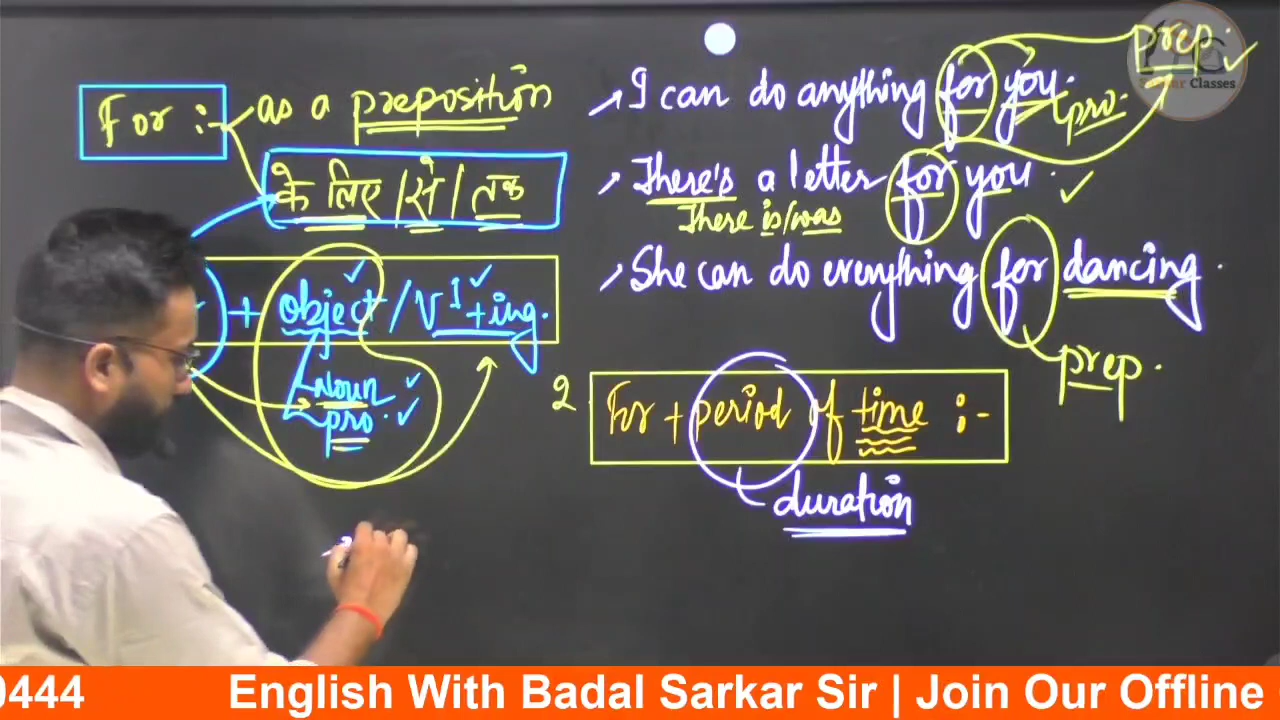 For :- as a preposition
के लिए / से / तक
+ object / V¹+ing.
Noun
pro.
I can do anything for you.
pro.
prep.
There's a letter for you.
There is/was
She can do everything for dancing.
prep.
2 For + period of time :-
duration
Classes
0444 English With Badal Sarkar Sir | Join Our Offline